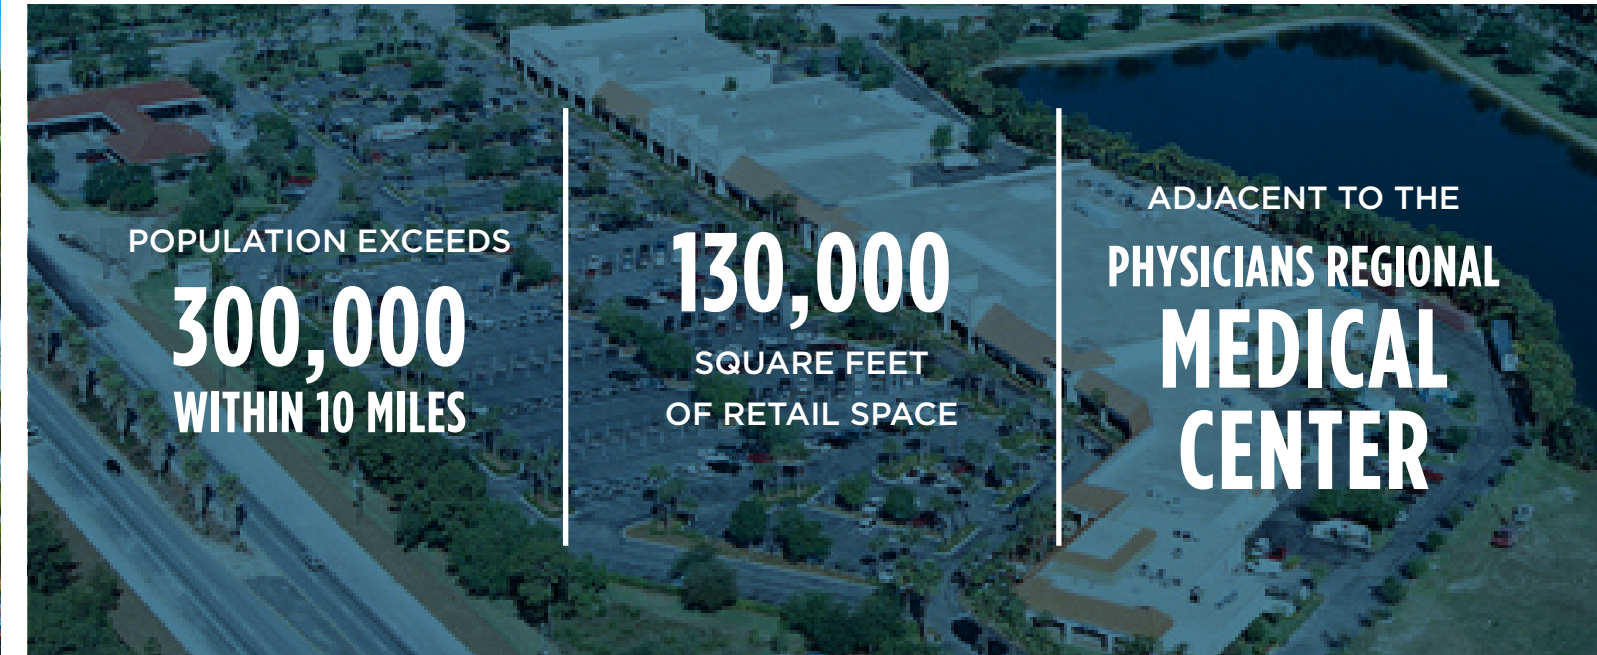 POPULATION EXCEEDS
300,000
WITHIN 10 MILES
130,000
SQUARE FEET
OF RETAIL SPACE
ADJACENT TO THE
PHYSICIANS REGIONAL
MEDICAL
CENTER